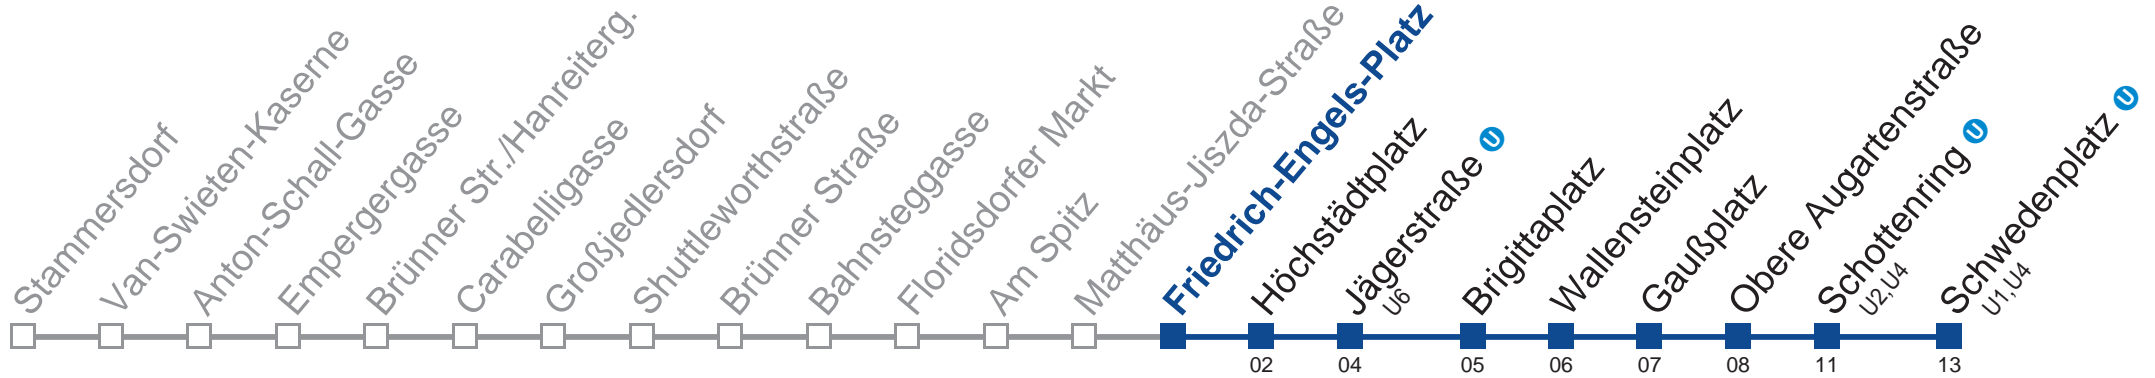 Stammersdorf
Van-Swieten-Kaserne
Anton-Schall-Gasse
Empergergasse
Brünner Str./Hanreiterg.
Carabelligasse
Großjedlersdorf
Shuttleworthstraße
Brünner Straße
Bahnsteggasse
Floridsdorfer Markt
Am Spitz
Matthäus-Jiszda-Straße
Friedrich-Engels-Platz
Höchstädtplatz
Jägerstraße U
U6
Brigittaplatz
Wallensteinplatz
Gaußplatz
Obere Augartenstraße
Schottenring U
U2,U4
Schwedenplatz U
U1,U4
02 04 05 06 07 08 11 13